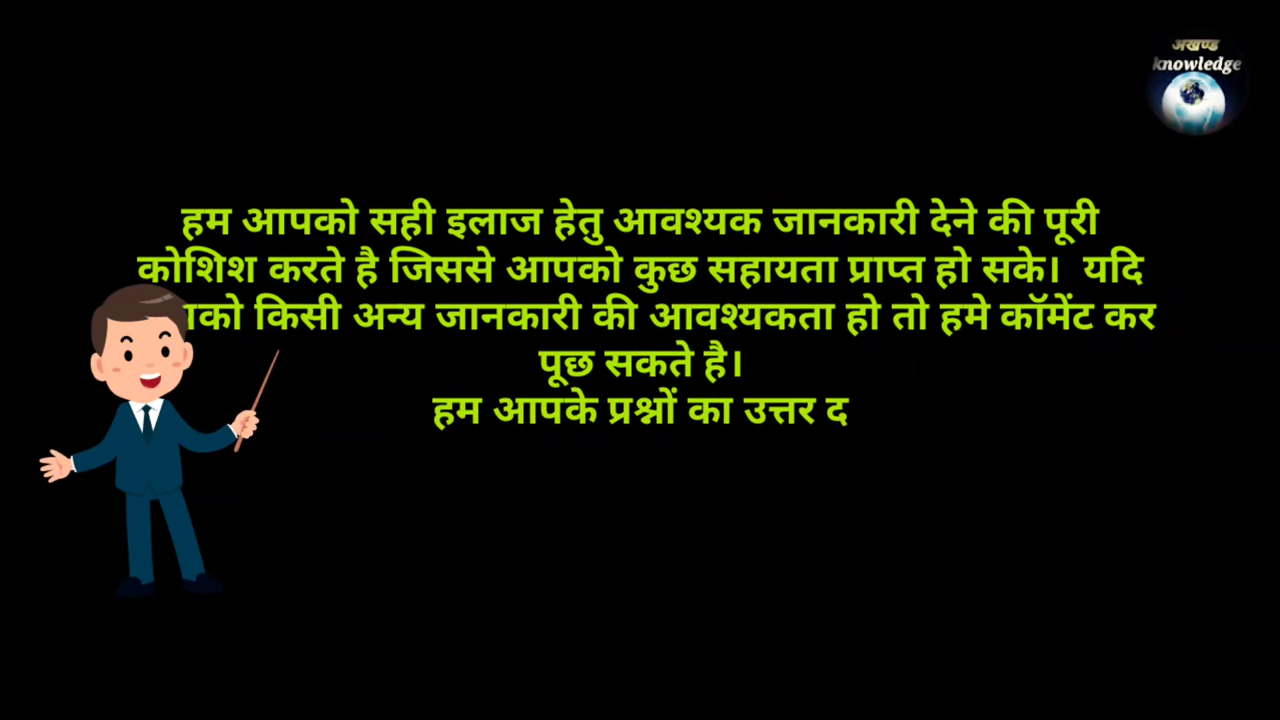 अखण्ड
knowledge
हम आपको सही इलाज हेतु आवश्यक जानकारी देने की पूरी
कोशिश करते है जिससे आपको कुछ सहायता प्राप्त हो सके। यदि
किसी अन्य जानकारी की आवश्यकता हो तो हमे कॉमेंट कर
पूछ सकते है।
हम आपके प्रश्नों का उत्तर द